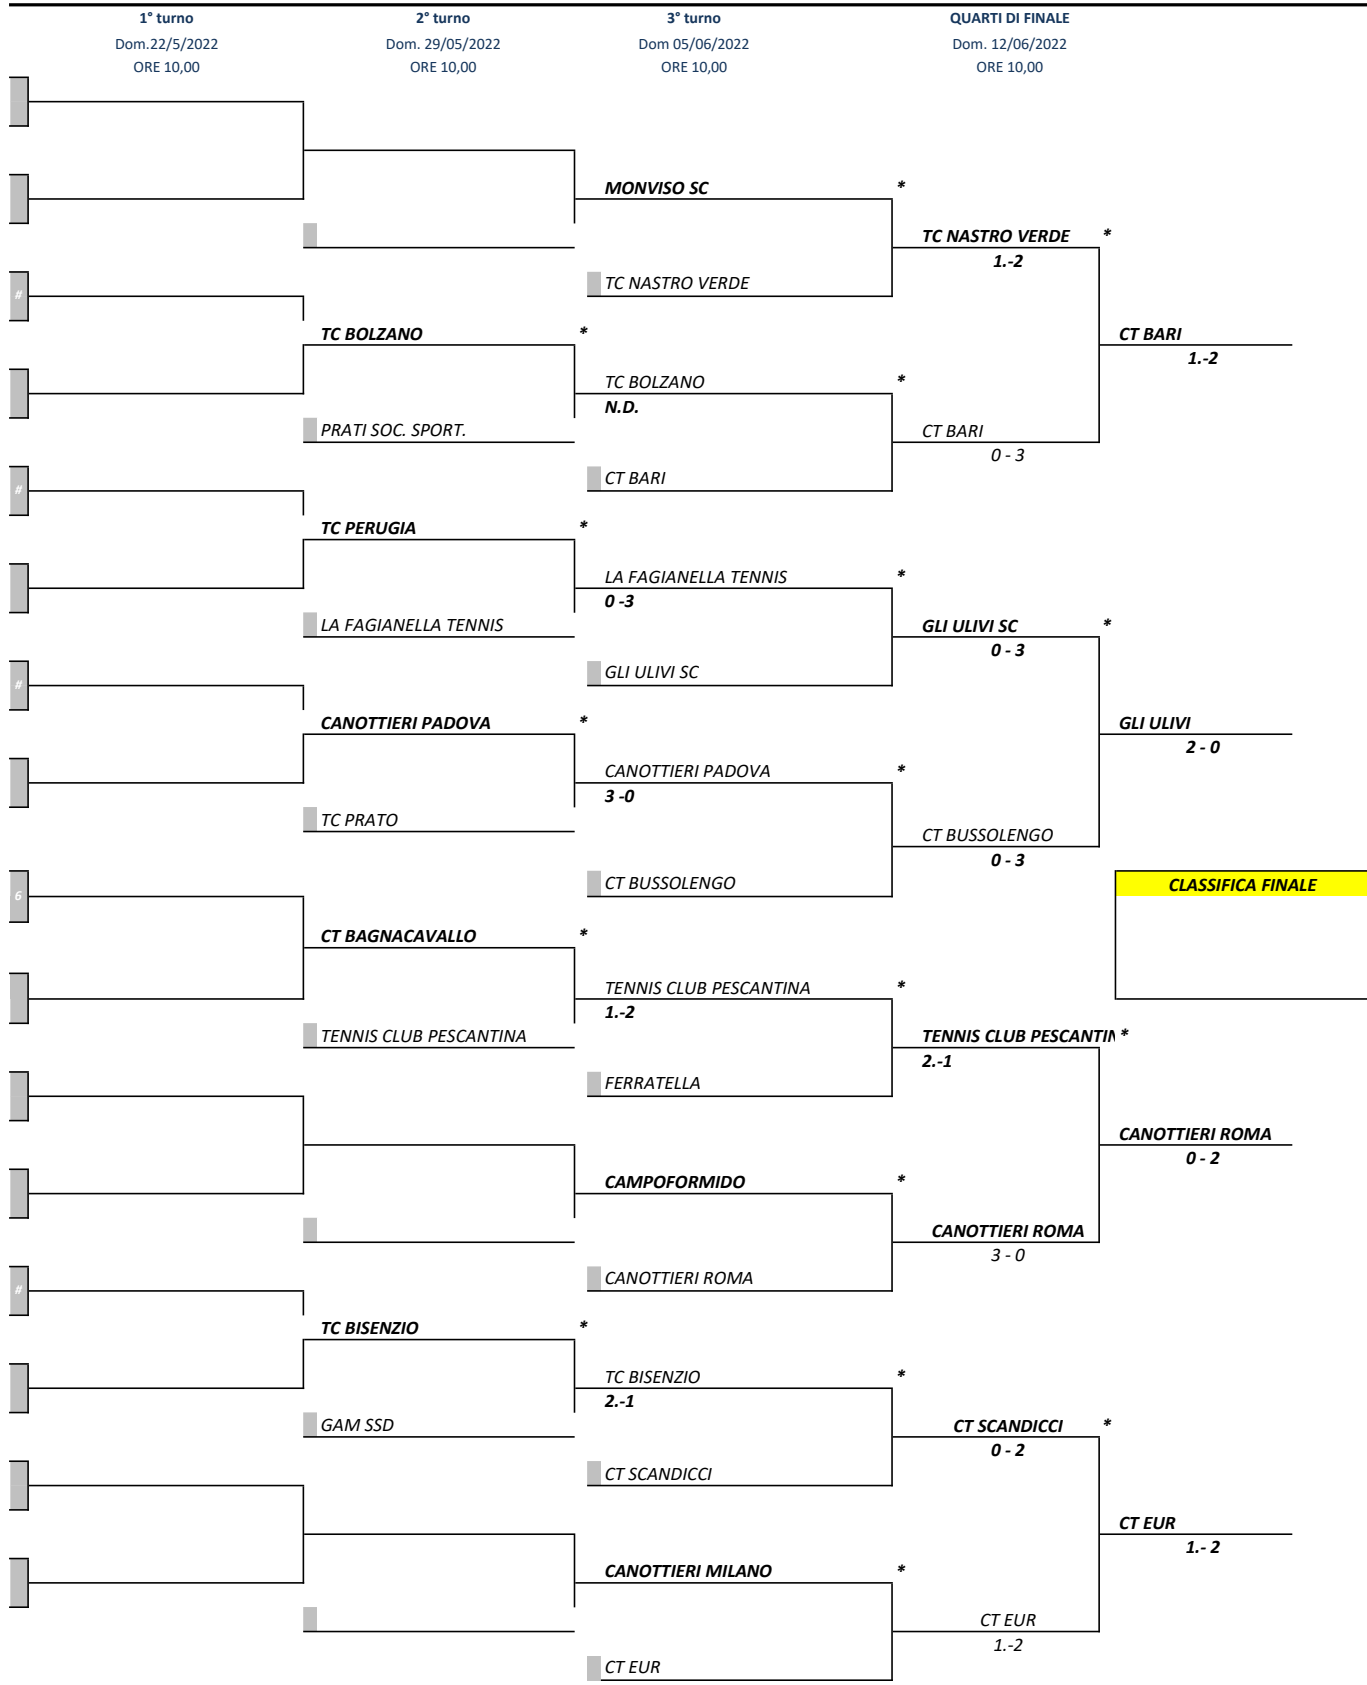 1° turno 2° turno 3° turno QUARTI DI FINALE
Dom.22/5/2022 Dom. 29/05/2022 Dom 05/06/2022 Dom. 12/06/2022
ORE 10,00 ORE 10,00 ORE 10,00 ORE 10,00
MONVISO SC *
TC NASTRO VERDE *
1.-2
TC NASTRO VERDE
#
TC BOLZANO * CT BARI
1.-2
TC BOLZANO *
N.D.
PRATI SOC. SPORT. CT BARI
0 - 3
CT BARI
#
TC PERUGIA *
LA FAGIANELLA TENNIS *
0 -3
LA FAGIANELLA TENNIS GLI ULIVI SC *
0 - 3
GLI ULIVI SC
#
CANOTTIERI PADOVA * GLI ULIVI
2 - 0
CANOTTIERI PADOVA *
3 -0
TC PRATO
CT BUSSOLENGO
0 - 3
CT BUSSOLENGO CLASSIFICA FINALE
6
CT BAGNACAVALLO *
TENNIS CLUB PESCANTINA *
1.-2
TENNIS CLUB PESCANTINA TENNIS CLUB PESCANTIN *
2.-1
FERRATELLA
CANOTTIERI ROMA
0 - 2
CAMPOFORMIDO *
CANOTTIERI ROMA
3 - 0
CANOTTIERI ROMA
#
TC BISENZIO *
TC BISENZIO *
2.-1
GAM SSD CT SCANDICCI *
0 - 2
CT SCANDICCI
CT EUR
1.- 2
CANOTTIERI MILANO *
CT EUR
1.-2
CT EUR